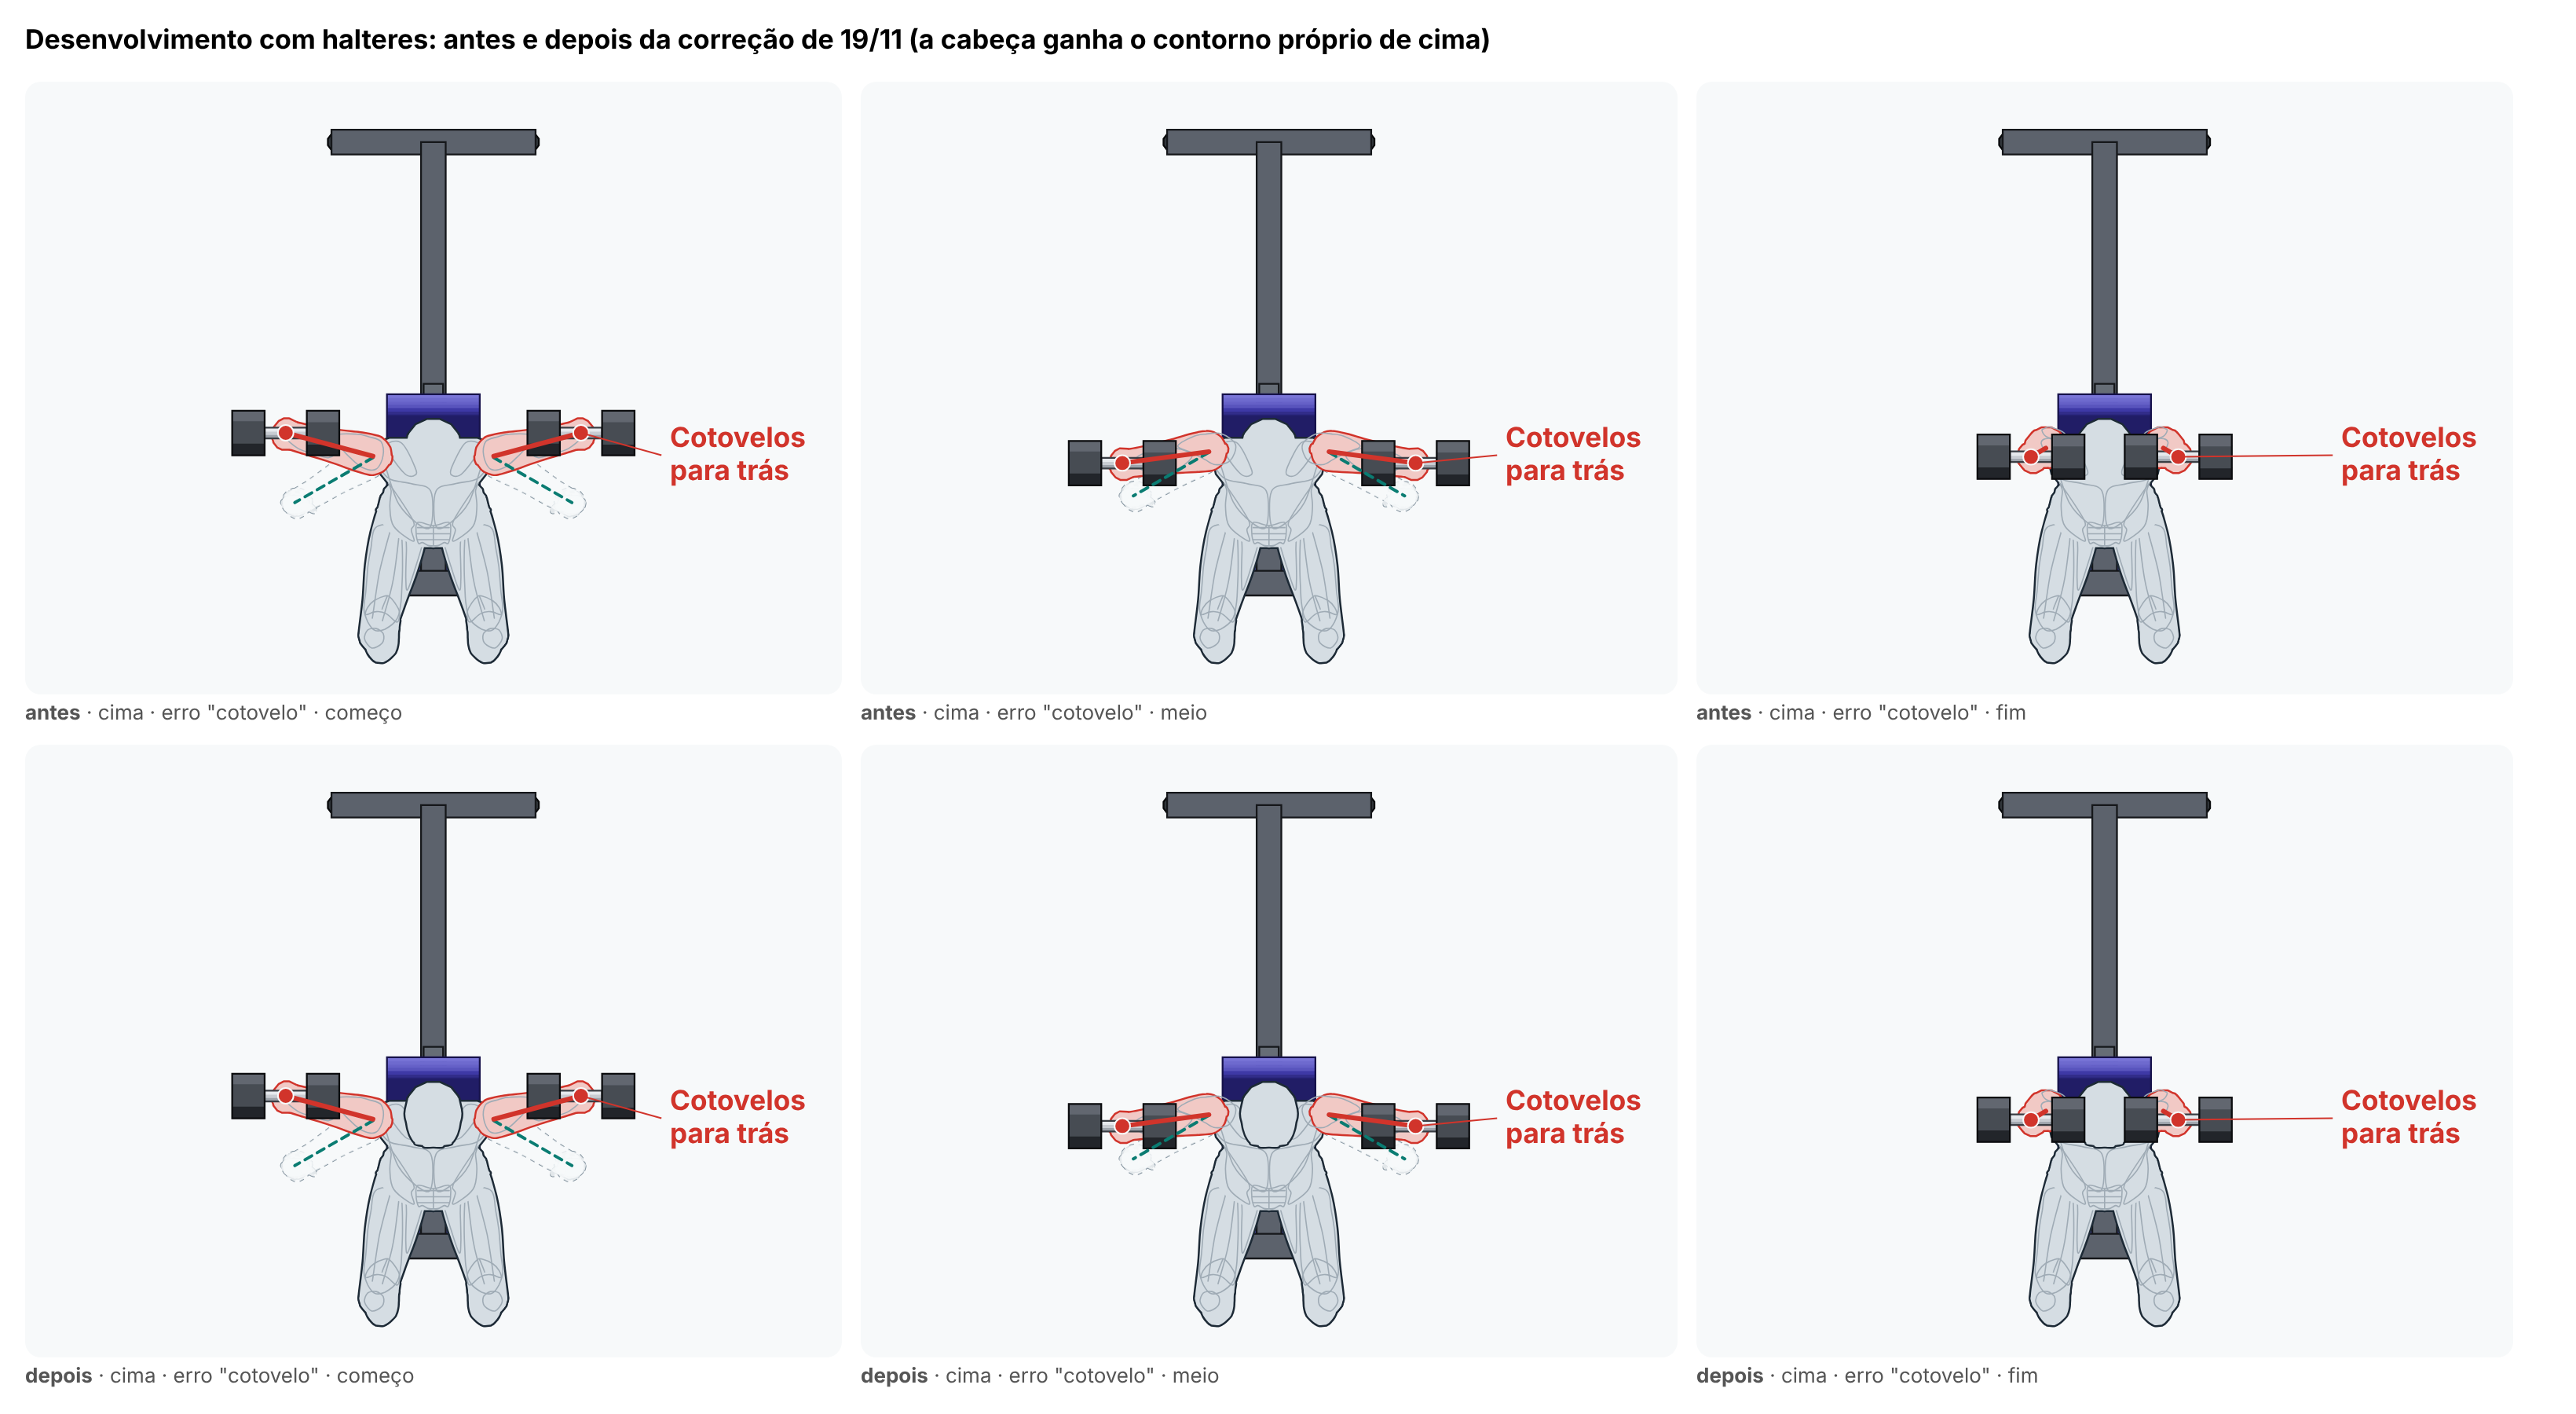 Desenvolvimento com halteres: antes e depois da correção de 19/11 (a cabeça ganha o contorno próprio de cima)
Cotovelos
para trás
Cotovelos
para trás
Cotovelos
para trás
antes · cima · erro "cotovelo" · começo
antes · cima · erro "cotovelo" · meio
antes · cima · erro "cotovelo" · fim
Cotovelos
para trás
Cotovelos
para trás
Cotovelos
para trás
depois · cima · erro "cotovelo" · começo
depois · cima · erro "cotovelo" · meio
depois · cima · erro "cotovelo" · fim